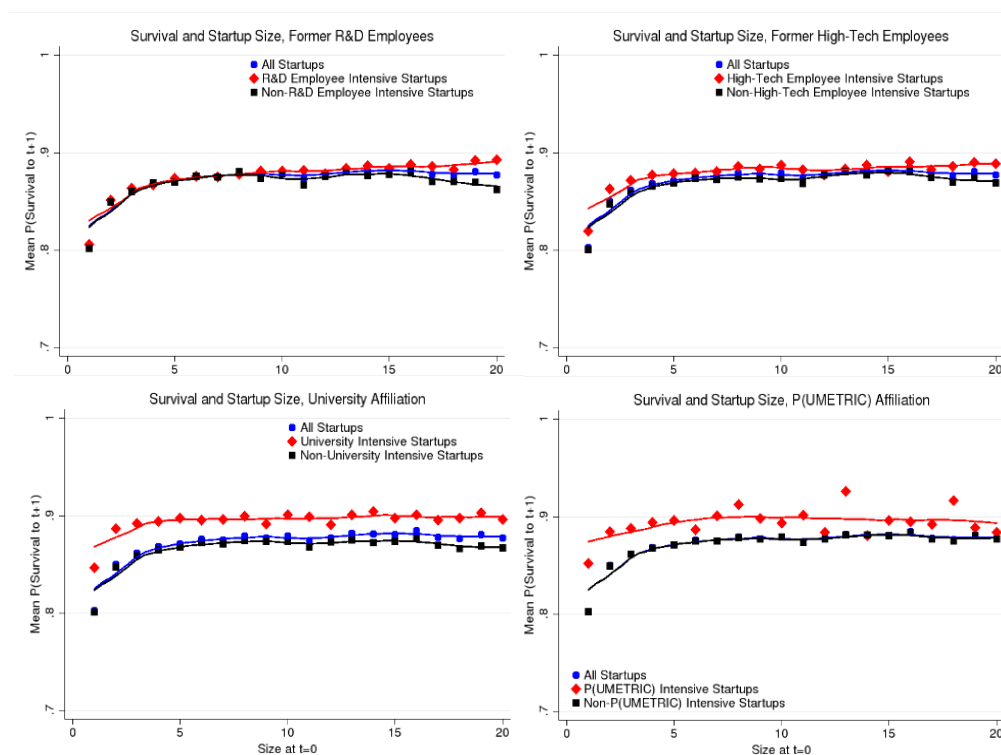 Survival and Startup Size, Former R&D Employees
All Startups
R&D Employee Intensive Startups
Non-R&D Employee Intensive Startups
Mean P(Survival to t+1)
1
.9
.8
.7
0
5
10
15
20
Survival and Startup Size, Former High-Tech Employees
All Startups
High-Tech Employee Intensive Startups
Non-High-Tech Employee Intensive Startups
Mean P(Survival to t+1)
1
.9
.8
.7
0
5
10
15
20
Survival and Startup Size, University Affiliation
All Startups
University Intensive Startups
Non-University Intensive Startups
Mean P(Survival to t+1)
1
.9
.8
.7
0
5
10
15
20
Size at t=0
Survival and Startup Size, P(UMETRIC) Affiliation
Mean P(Survival to t+1)
1
.9
.8
.7
All Startups
P(UMETRIC) Intensive Startups
Non-P(UMETRIC) Intensive Startups
0
5
10
15
20
Size at t=0